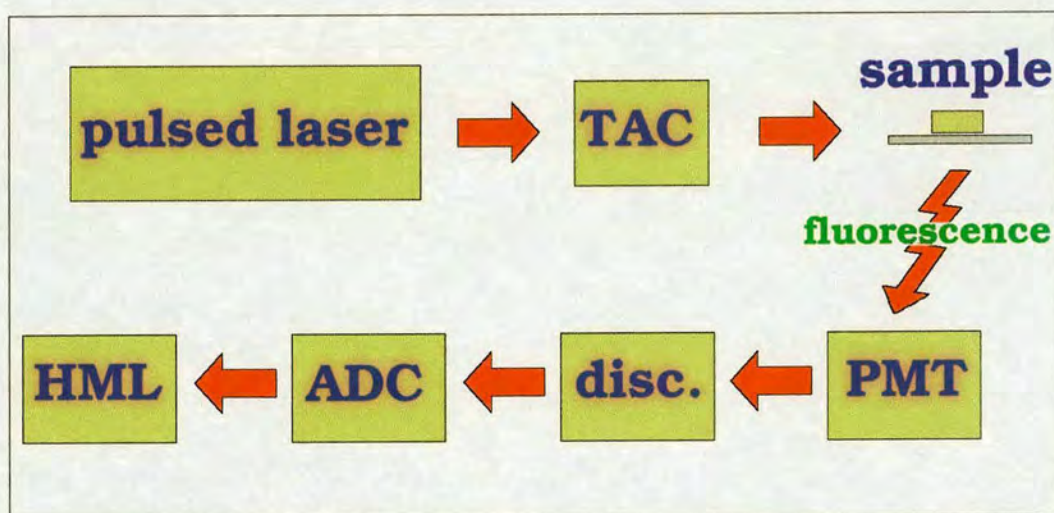 sample
pulsed laser
TAC
fluorescence
HML
ADC
disc.
PMT